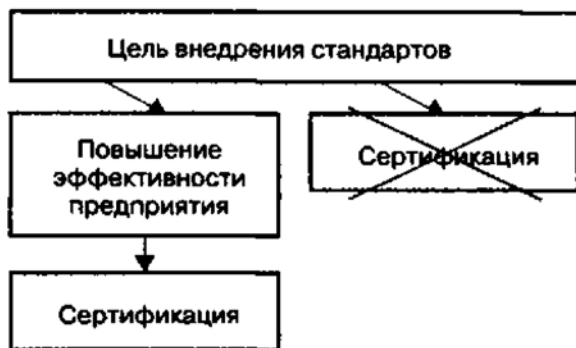 Цель внедрения стандартов
Повышение
эффективности
предприятия
Сертификация
Сертификация